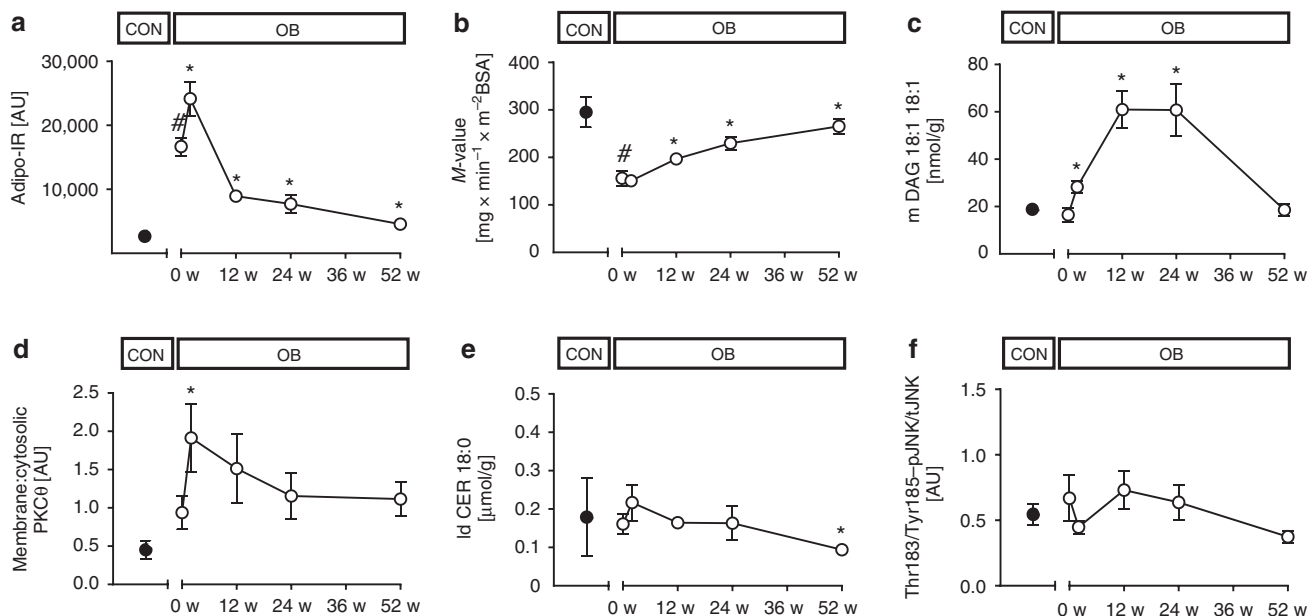 a
CON
OB
Adipo-IR [AU]
30,000
20,000
10,000
#
*
*
*
*
0 w 12 w 24 w 36 w 52 w
b
CON
OB
M-value
[mg × min⁻¹ × m⁻²BSA]
400
300
200
100
0
#
*
*
*
0 w 12 w 24 w 36 w 52 w
c
CON
OB
m DAG 18:1 18:1
[nmol/g]
80
60
40
20
0
*
*
*
0 w 12 w 24 w 36 w 52 w
d
CON
OB
Membrane:cytosolic
PKCθ [AU]
2.5
2.0
1.5
1.0
0.5
0.0
*
0 w 12 w 24 w 36 w 52 w
e
CON
OB
ld CER 18:0
[μmol/g]
0.5
0.4
0.3
0.2
0.1
0
*
0 w 12 w 24 w 36 w 52 w
f
CON
OB
Thr183/Tyr185–pJNK/tJNK
[AU]
1.5
1.0
0.5
0.0
0 w 12 w 24 w 36 w 52 w